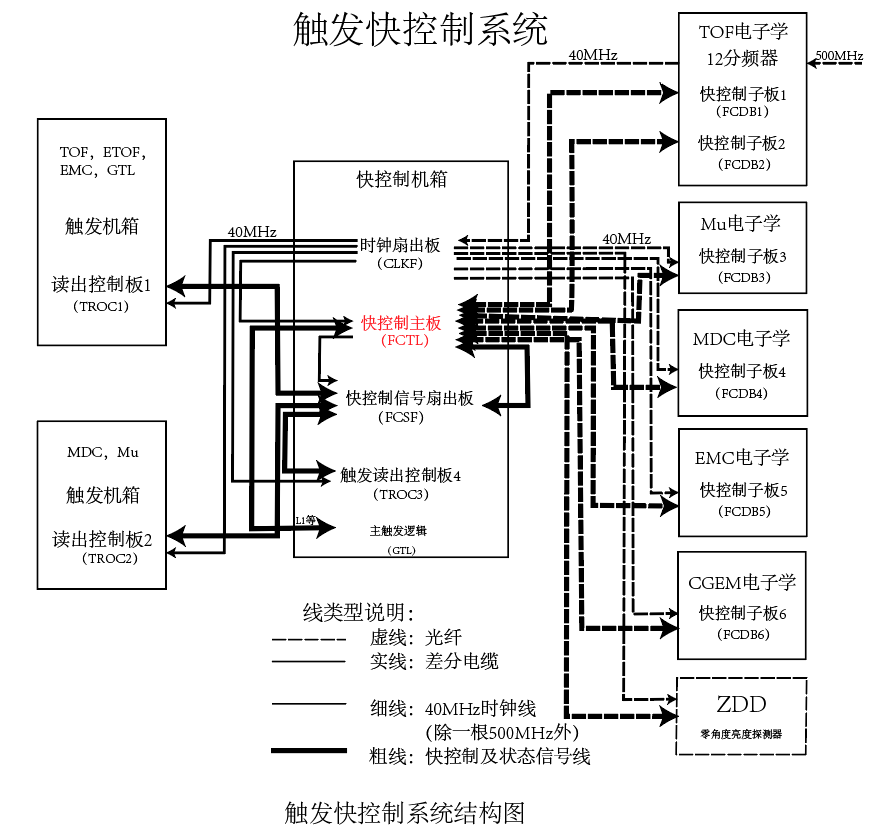 触发快控制系统
TOF电子学
12分频器
快控制子板1
(FCDB1)
快控制子板2
(FCDB2)
40MHz
500MHz
TOF, ETOF,
EMC, GTL
触发机箱
读出控制板1
(TROC1)
40MHz
快控制机箱
时钟扇出板
(CLKF)
快控制主板
(FCTL)
快控制信号扇出板
(FCSF)
触发读出控制板4
(TROC3)
L1等
主触发逻辑
(GTL)
40MHz
Mu电子学
快控制子板3
(FCDB3)
MDC电子学
快控制子板4
(FCDB4)
MDC, Mu
触发机箱
读出控制板2
(TROC2)
EMC电子学
快控制子板5
(FCDB5)
CGEM电子学
快控制子板6
(FCDB6)
ZDD
零角度亮度探测器
线类型说明:
虚线: 光纤
实线: 差分电缆
细线: 40MHz时钟线
(除一根500MHz外)
粗线: 快控制及状态信号线
触发快控制系统结构图